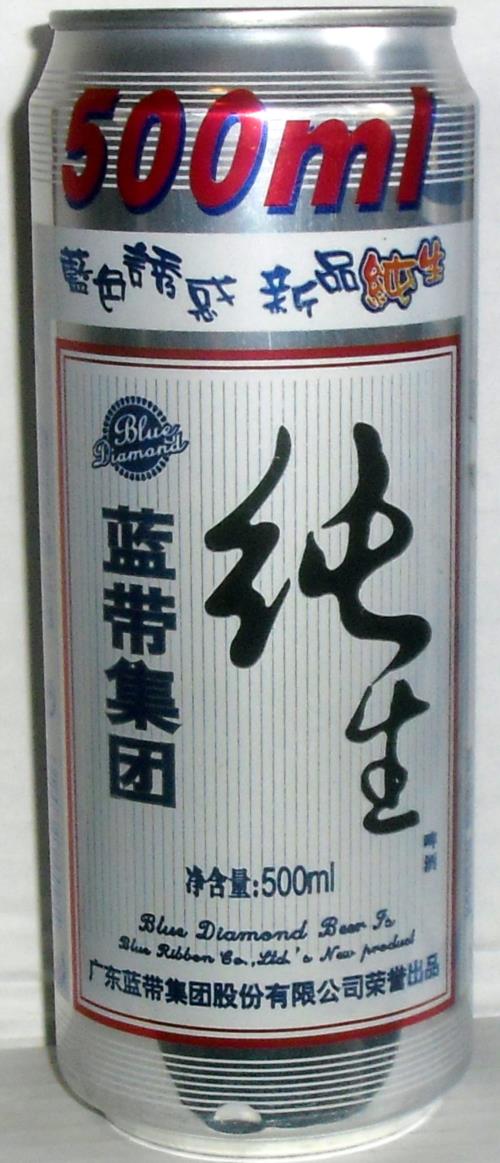 500ml
藍色誘惑 新品純生
Blue
Diamond
蓝带集团
纯生
啤酒
净含量:500ml
Blue Diamond Beer Is
Blue Ribbon Co.,Ltd.'s New product
广东蓝带集团股份有限公司荣誉出品